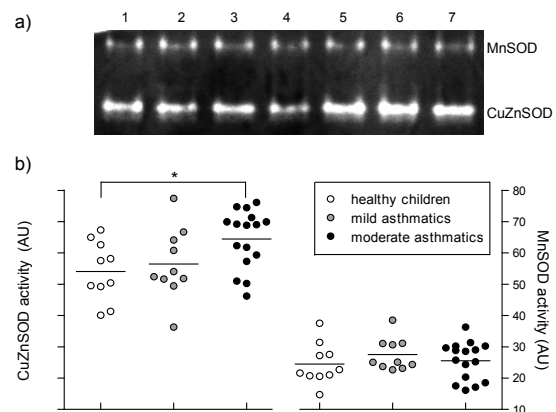 a)
1 2 3 4 5 6 7
MnSOD
CuZnSOD
b)
*
CuZnSOD activity (AU)
healthy children
mild asthmatics
moderate asthmatics
80
70
60
50
40
30
20
10
MnSOD activity (AU)